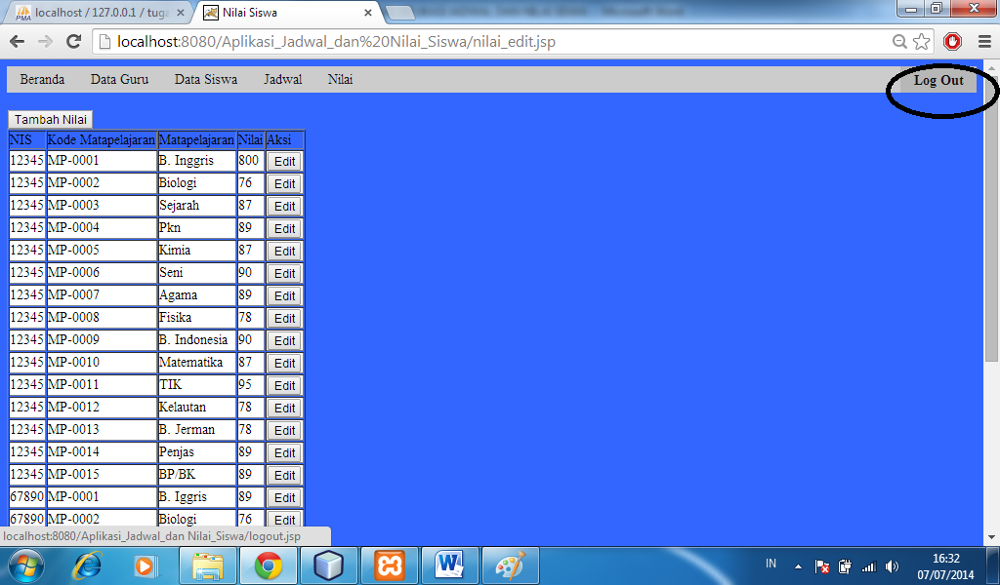 localhost / 127.0.0.1 / tuga
Nilai Siswa
localhost:8080/Aplikasi_Jadwal_dan%20Nilai_Siswa/nilai_edit.jsp
Beranda Data Guru Data Siswa Jadwal Nilai Log Out
Tambah Nilai
NIS Kode Matapelajaran Matapelajaran Nilai Aksi
12345 MP-0001 B. Inggris 800 Edit
12345 MP-0002 Biologi 76 Edit
12345 MP-0003 Sejarah 87 Edit
12345 MP-0004 Pkn 89 Edit
12345 MP-0005 Kimia 87 Edit
12345 MP-0006 Seni 90 Edit
12345 MP-0007 Agama 89 Edit
12345 MP-0008 Fisika 78 Edit
12345 MP-0009 B. Indonesia 90 Edit
12345 MP-0010 Matematika 87 Edit
12345 MP-0011 TIK 95 Edit
12345 MP-0012 Kelautan 78 Edit
12345 MP-0013 B. Jerman 78 Edit
12345 MP-0014 Penjas 89 Edit
12345 MP-0015 BP/BK 89 Edit
67890 MP-0001 B. Iggris 89 Edit
67890 MP-0002 Biologi 76 Edit
localhost:8080/Aplikasi_Jadwal_dan Nilai_Siswa/logout.jsp
IN
16:32
07/07/2014